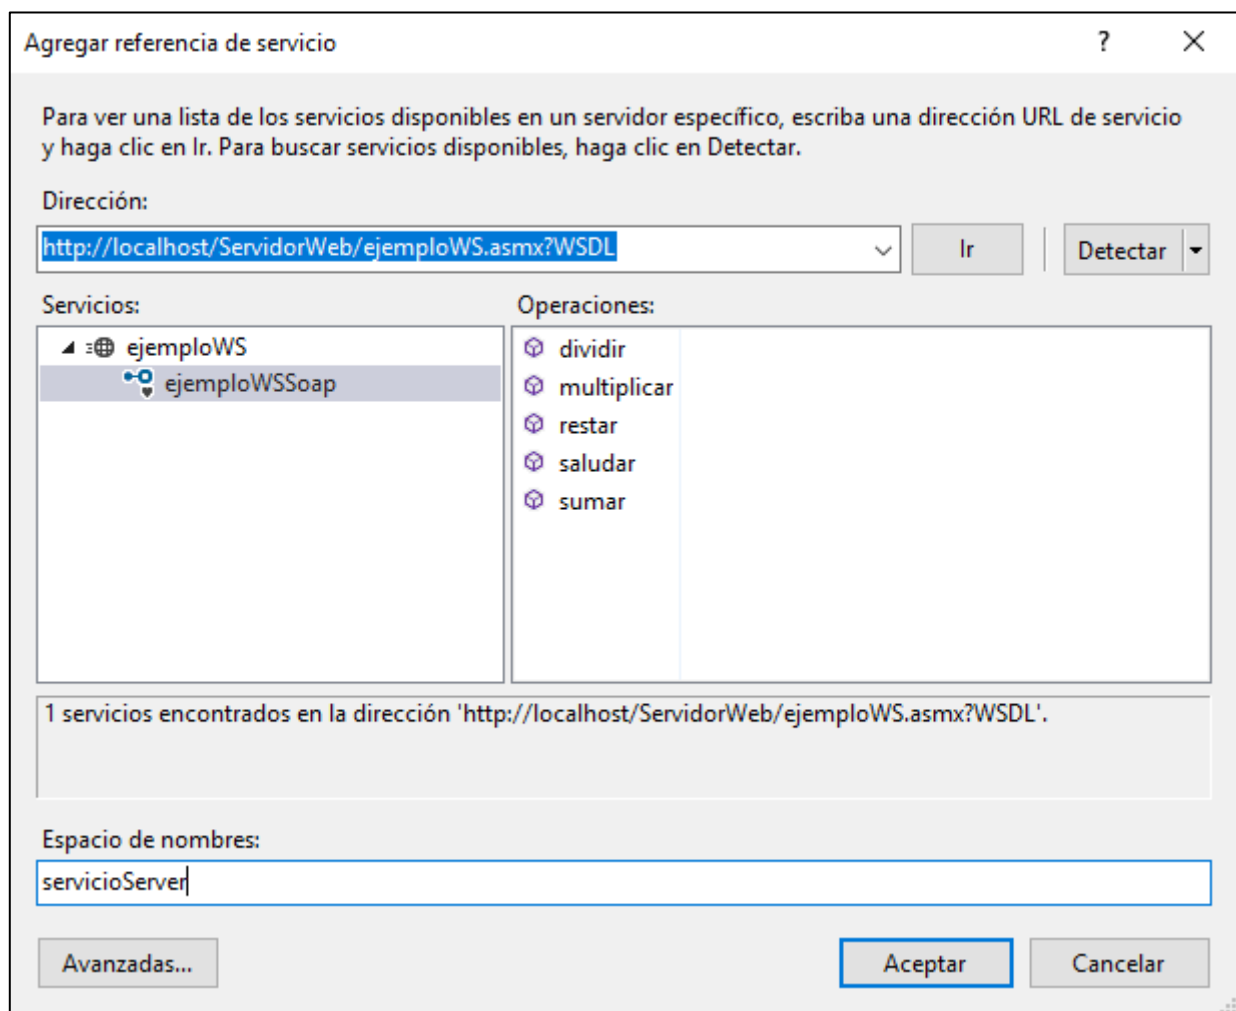 Agregar referencia de servicio
?
Para ver una lista de los servicios disponibles en un servidor específico, escriba una dirección URL de servicio
y haga clic en Ir. Para buscar servicios disponibles, haga clic en Detectar.
Dirección:
http://localhost/ServidorWeb/ejemploWS.asmx?WSDL
Ir
Detectar
Servicios:
Operaciones:
ejemploWS
ejemploWSSoap
dividir
multiplicar
restar
saludar
sumar
1 servicios encontrados en la dirección 'http://localhost/ServidorWeb/ejemploWS.asmx?WSDL'.
Espacio de nombres:
servicioServer
Avanzadas...
Aceptar
Cancelar